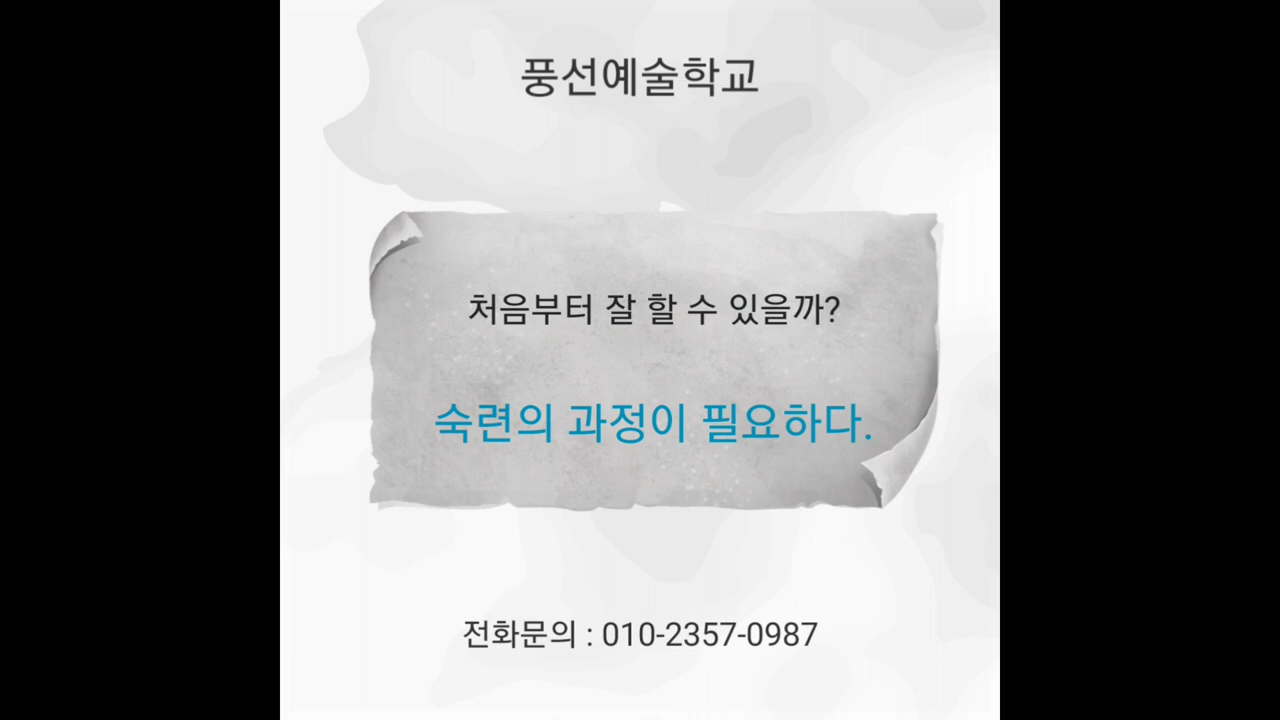 풍선예술학교
처음부터 잘 할 수 있을까?
숙련의 과정이 필요하다.
전화문의 : 010-2357-0987